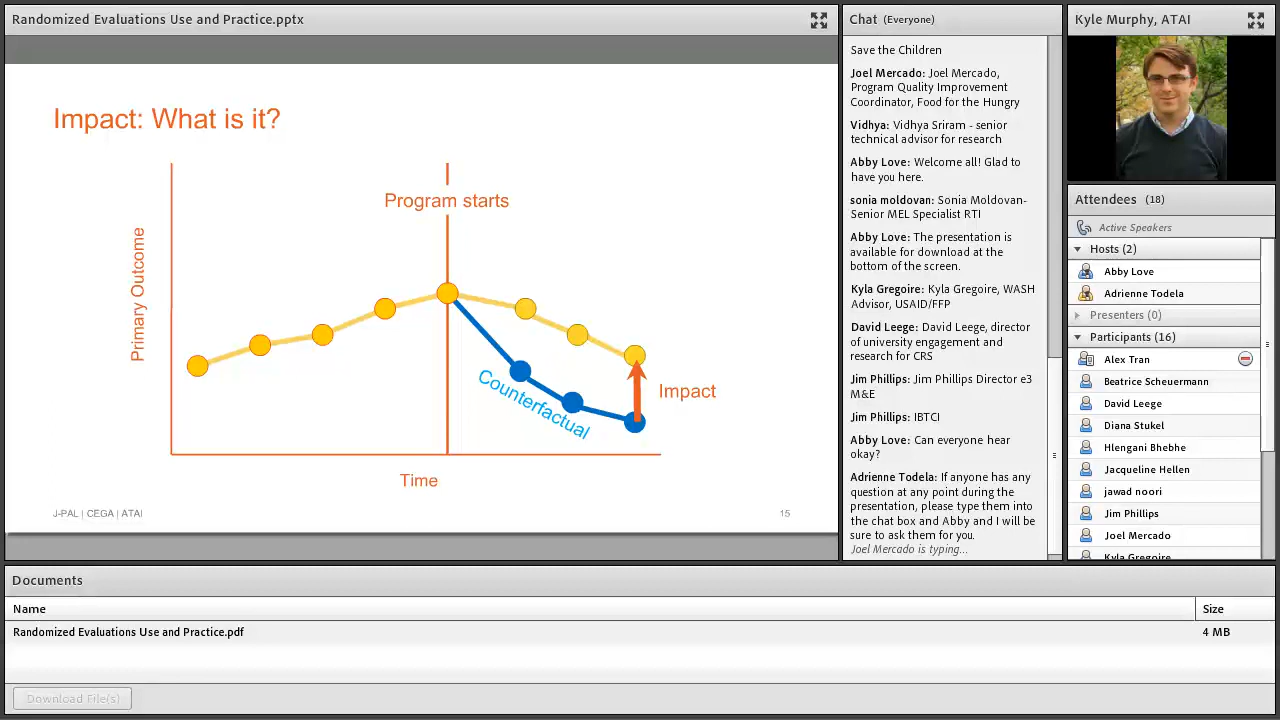 Randomized Evaluations Use and Practice.pptx
Impact: What is it?
Program starts
Primary Outcome
Counterfactual
Impact
Time
J-PAL | CEGA | ATAI
15
Chat (Everyone)
Save the Children
Joel Mercado: Joel Mercado,
Program Quality Improvement
Coordinator, Food for the Hungry
Vidhya: Vidhya Sriram - senior
technical advisor for research
Abby Love: Welcome all! Glad to
have you here.
sonia moldovan: Sonia Moldovan-
Senior MEL Specialist RTI
Abby Love: The presentation is
available for download at the
bottom of the screen.
Kyla Gregoire: Kyla Gregoire, WASH
Advisor, USAID/FFP
David Leege: David Leege, director
of university engagement and
research for CRS
Jim Phillips: Jim Phillips Director e3
M&E
Jim Phillips: IBTCI
Abby Love: Can everyone hear
okay?
Adrienne Todela: If anyone has any
question at any point during the
presentation, please type them into
the chat box and Abby and I will be
sure to ask them for you.
Joel Mercado is typing...
Kyle Murphy, ATAI
Attendees (18)
Active Speakers
Hosts (2)
Abby Love
Adrienne Todela
Presenters (0)
Participants (16)
Alex Tran
Beatrice Scheuermann
David Leege
Diana Stukel
Hlengani Bhebhe
Jacqueline Hellen
jawad noori
Jim Phillips
Joel Mercado
Kyla Gregoire
Documents
Name
Size
Randomized Evaluations Use and Practice.pdf
4 MB
Download File(s)